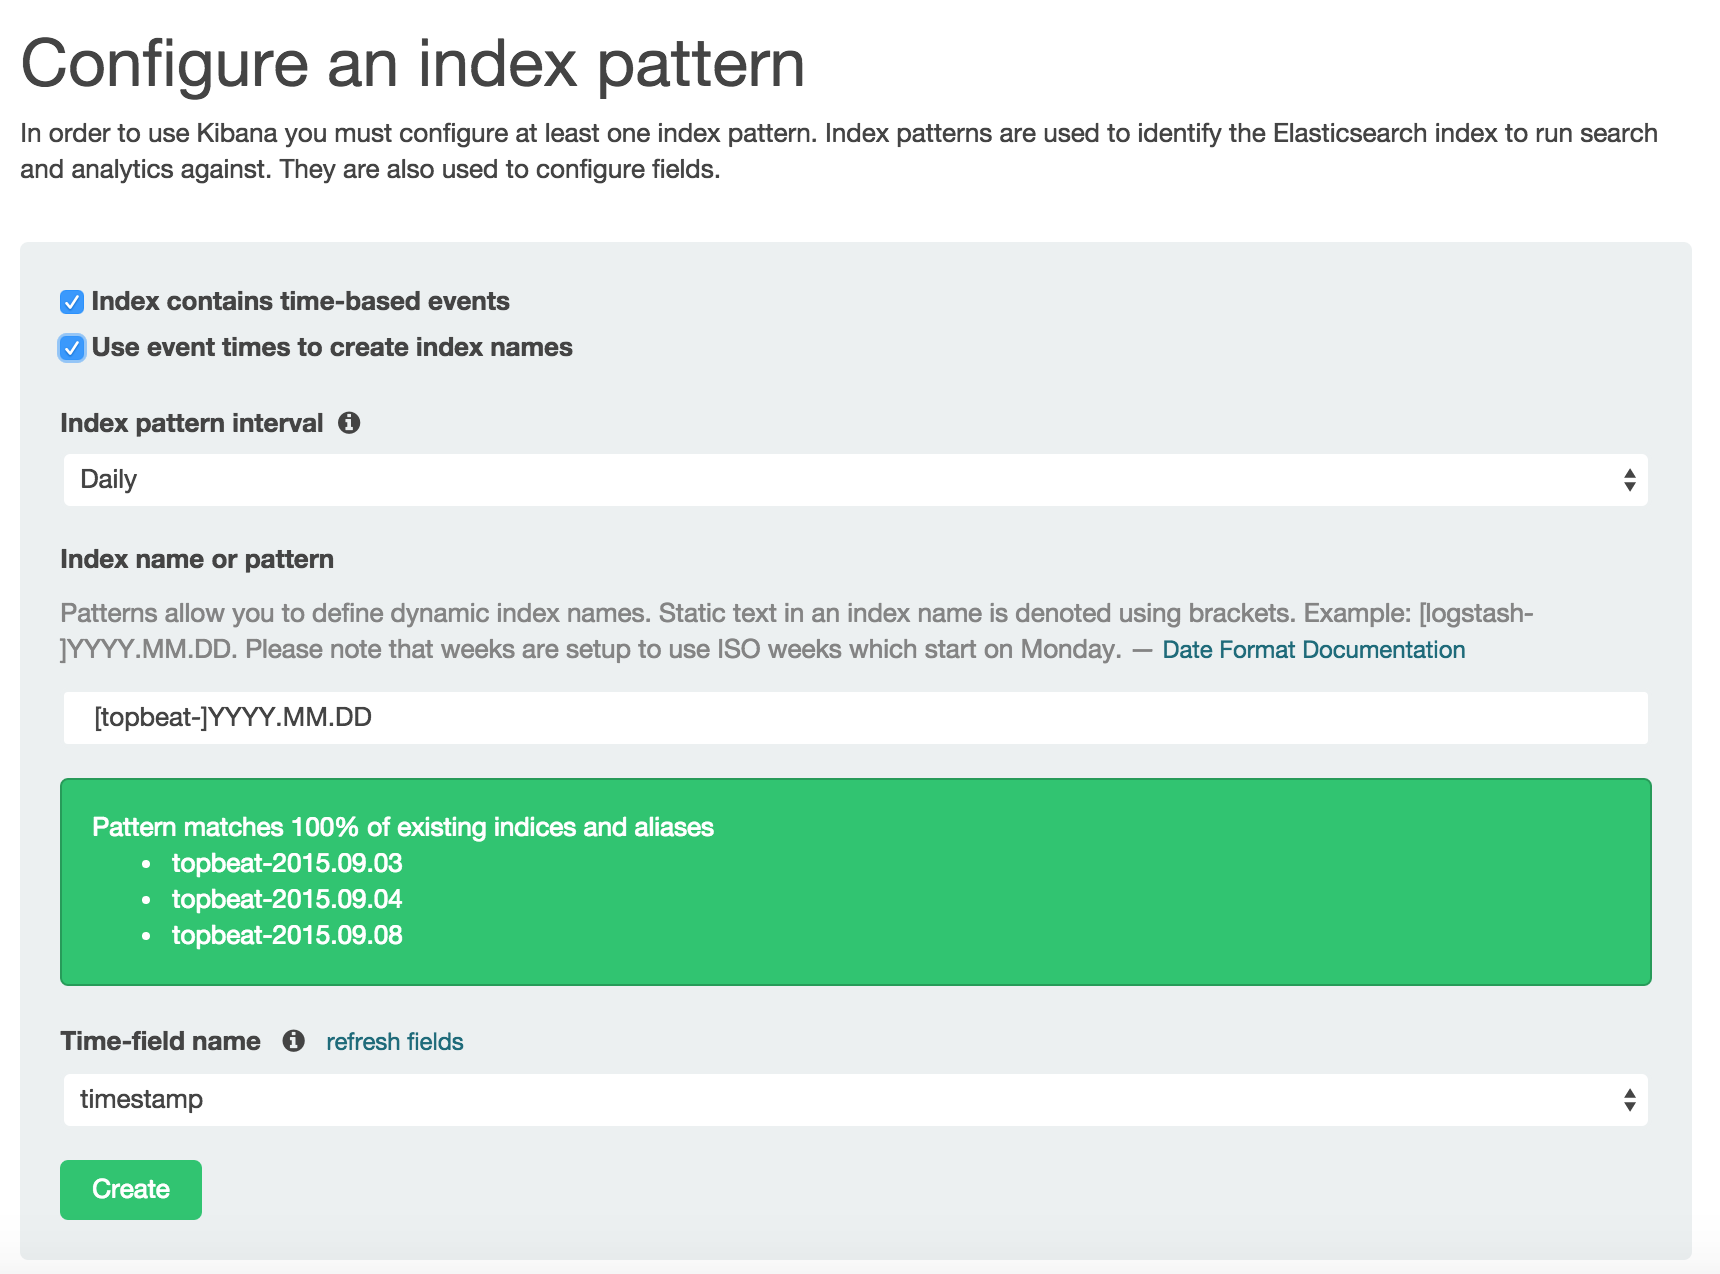 Configure an index pattern
In order to use Kibana you must configure at least one index pattern. Index patterns are used to identify the Elasticsearch index to run search
and analytics against. They are also used to configure fields.
Index contains time-based events
Use event times to create index names
Index pattern interval
Daily
Index name or pattern
Patterns allow you to define dynamic index names. Static text in an index name is denoted using brackets. Example: [logstash-
]YYYY.MM.DD. Please note that weeks are setup to use ISO weeks which start on Monday. — Date Format Documentation
[topbeat-]YYYY.MM.DD
Pattern matches 100% of existing indices and aliases
• topbeat-2015.09.03
• topbeat-2015.09.04
• topbeat-2015.09.08
Time-field name refresh fields
timestamp
Create